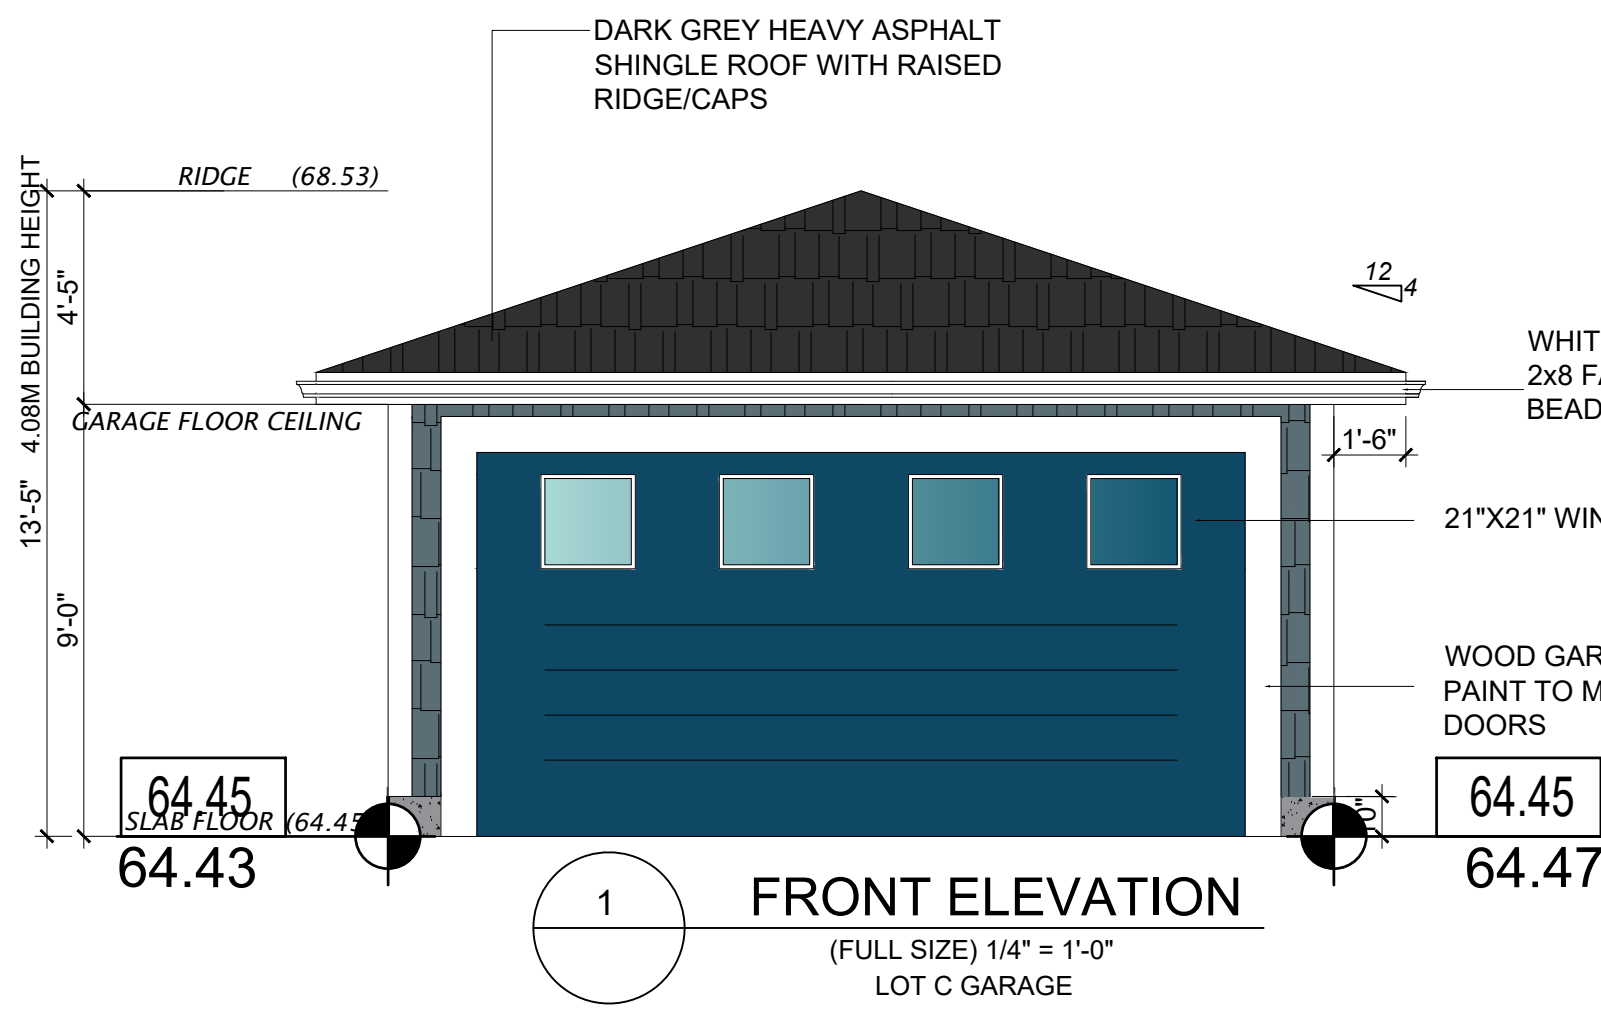 DARK GREY HEAVY ASPHALT
SHINGLE ROOF WITH RAISED
RIDGE/CAPS
RIDGE (68.53)
13'-5" 4.08M BUILDING HEIGHT
4'-5"
12
4
2x8
GARAGE FLOOR CEILING
1'-6"
21"X21"
9'-0"
WOOD
PAINT TO
DOORS
64.45
SLAB FLOOR (64.45
64.43
64.45
64.47
1
FRONT ELEVATION
(FULL SIZE) 1/4" = 1'-0"
LOT C GARAGE